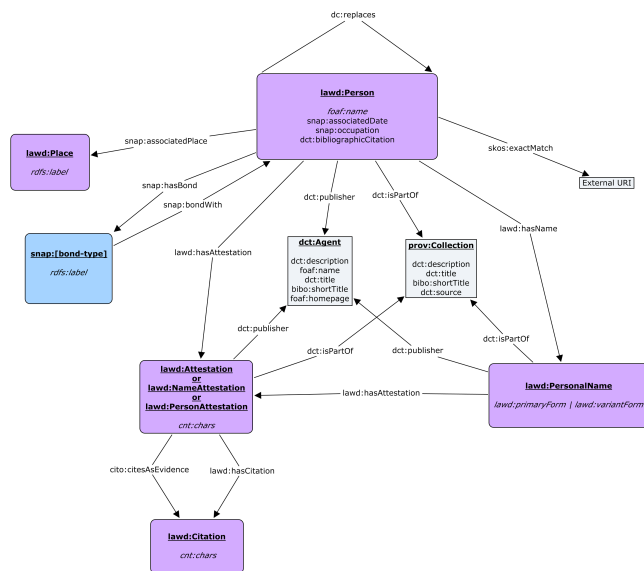 dc:replaces
lawd:Person
foaf:name
snap:associatedDate
snap:occupation
dct:bibliographicCitation
snap:associatedPlace
lawd:Place
rdfs:label
skos:exactMatch
External URI
snap:hasBond
snap:bondWith
dct:publisher
dct:isPartOf
lawd:hasName
snap:[bond-type]
rdfs:label
lawd:hasAttestation
dct:Agent
dct:description
foaf:name
dct:title
bibo:shortTitle
foaf:homepage
prov:Collection
dct:description
dct:title
bibo:shortTitle
dct:source
dct:publisher
dct:isPartOf
dct:publisher
dct:isPartOf
lawd:Attestation
or
lawd:NameAttestation
or
lawd:PersonAttestation
cnt:chars
lawd:hasAttestation
lawd:PersonalName
lawd:primaryForm | lawd:variantForm
cito:citesAsEvidence
lawd:hasCitation
lawd:Citation
cnt:chars